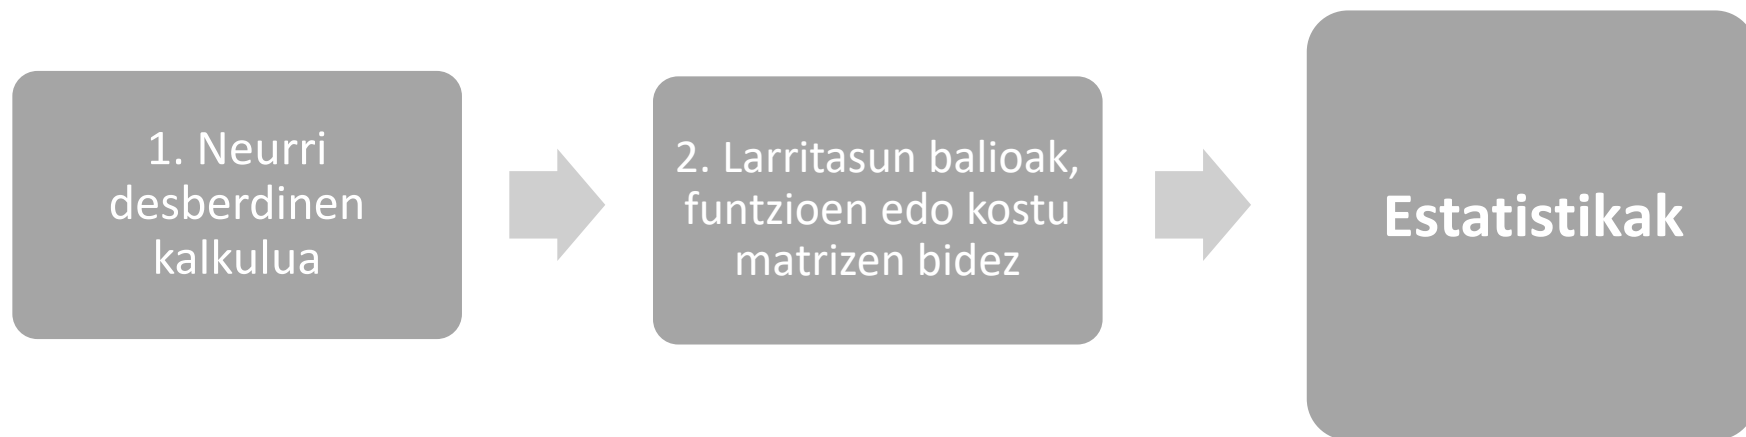 1. Neurri
desberdinen
kalkulua
2. Larritasun balioak,
funtzioen edo kostu
matrizen bidez
Estatistikak